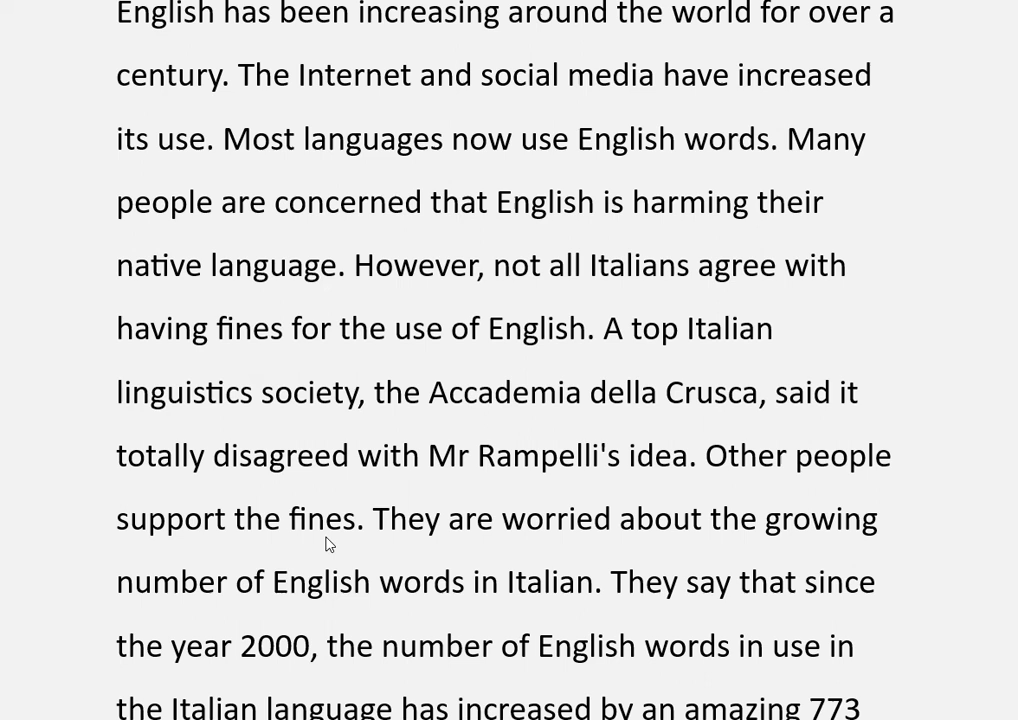 English has been increasing around the world for over a
century. The Internet and social media have increased
its use. Most languages now use English words. Many
people are concerned that English is harming their
native language. However, not all Italians agree with
having fines for the use of English. A top Italian
linguistics society, the Accademia della Crusca, said it
totally disagreed with Mr Rampelli's idea. Other people
support the fines. They are worried about the growing
number of English words in Italian. They say that since
the year 2000, the number of English words in use in
the Italian language has increased by an amazing 773